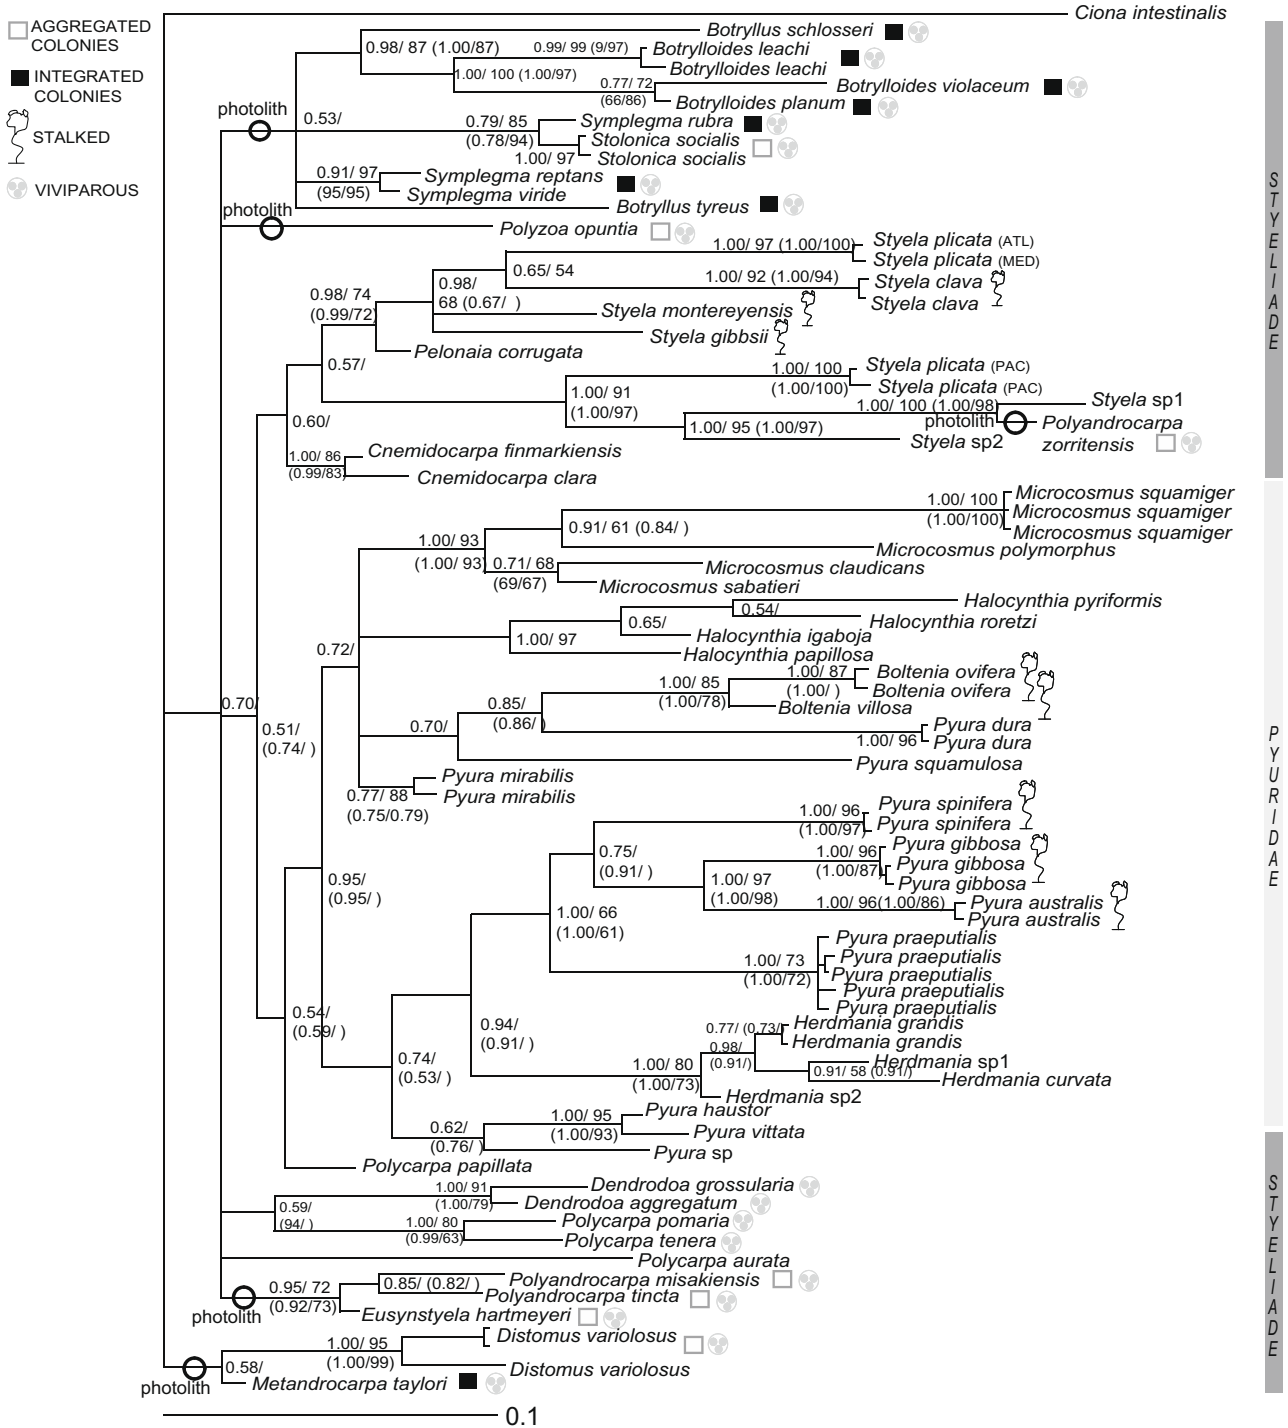 AGGREGATED
COLONIES
INTEGRATED
COLONIES
STALKED
VIVIPAROUS
Ciona intestinalis
Botryllus schlosseri
0.98/ 87 (1.00/87)
0.99/ 99 (9/97)
Botrylloides leachi
Botrylloides leachi
1.00/ 100 (1.00/97)
0.77/ 72
(66/86)
Botrylloides violaceum
Botrylloides planum
photolith
0.53/
0.79/ 85
(0.78/94)
Symplegma rubra
Stolonica socialis
1.00/ 97
Stolonica socialis
0.91/ 97
(95/95)
Symplegma reptans
Symplegma viride
Botryllus tyreus
photolith
Polyzoa opuntia
1.00/ 97 (1.00/100)
Styela plicata (ATL)
Styela plicata (MED)
0.65/ 54
1.00/ 92 (1.00/94)
Styela clava
Styela clava
0.98/
68 (0.67/ )
0.98/ 74
(0.99/72)
Styela montereyensis
Styela gibbsii
Pelonaia corrugata
0.57/
1.00/ 100
(1.00/100)
Styela plicata (PAC)
Styela plicata (PAC)
1.00/ 91
(1.00/97)
1.00/ 100 (1.00/98)
Styela sp1
photolith
Polyandrocarpa
zorritensis
1.00/ 95 (1.00/97)
Styela sp2
0.60/
1.00/ 86
(0.99/83)
Cnemidocarpa finmarkiensis
Cnemidocarpa clara
STYELIADE
1.00/ 100
(1.00/100)
Microcosmus squamiger
Microcosmus squamiger
Microcosmus squamiger
0.91/ 61 (0.84/ )
Microcosmus polymorphus
1.00/ 93
(1.00/ 93)
0.71/ 68
(69/67)
Microcosmus claudicans
Microcosmus sabatieri
Halocynthia pyriformis
0.54/
Halocynthia roretzi
0.65/
Halocynthia igaboja
1.00/ 97
Halocynthia papillosa
0.72/
1.00/ 87
(1.00/ )
Boltenia ovifera
Boltenia ovifera
1.00/ 85
(1.00/78)
Boltenia villosa
0.85/
(0.86/ )
0.70/
Pyura dura
1.00/ 96
Pyura dura
Pyura squamulosa
0.70/
0.51/
(0.74/ )
Pyura mirabilis
Pyura mirabilis
0.77/ 88
(0.75/0.79)
PYURIDAE
1.00/ 96
(1.00/97)
Pyura spinifera
Pyura spinifera
0.75/
(0.91/ )
1.00/ 96
(1.00/87)
Pyura gibbosa
Pyura gibbosa
Pyura gibbosa
1.00/ 97
(1.00/98)
1.00/ 96(1.00/86)
Pyura australis
Pyura australis
0.95/
(0.95/ )
1.00/ 66
(1.00/61)
1.00/ 73
(1.00/72)
Pyura praeputialis
Pyura praeputialis
Pyura praeputialis
Pyura praeputialis
Pyura praeputialis
0.54/
(0.59/ )
0.94/
(0.91/ )
0.77/ (0.73/
Herdmania grandis
Herdmania grandis
0.98/
(0.91/)
0.74/
(0.53/ )
1.00/ 80
(1.00/73)
Herdmania sp1
0.91/ 58 (0.91/)
Herdmania curvata
Herdmania sp2
1.00/ 95
(1.00/93)
Pyura haustor
Pyura vittata
0.62/
(0.76/ )
Pyura sp
Polycarpa papillata
1.00/ 91
(1.00/79)
Dendrodoa grossularia
Dendrodoa aggregatum
0.59/
(94/ )
1.00/ 80
(0.99/63)
Polycarpa pomaria
Polycarpa tenera
Polycarpa aurata
0.95/ 72
(0.92/73)
0.85/ (0.82/ )
Polyandrocarpa misakiensis
Polyandrocarpa tincta
photolith
Eusynstyela hartmeyeri
1.00/ 95
(1.00/99)
Distomus variolosus
0.58/
Distomus variolosus
photolith
Metandrocarpa taylori
STYELIADE
0.1